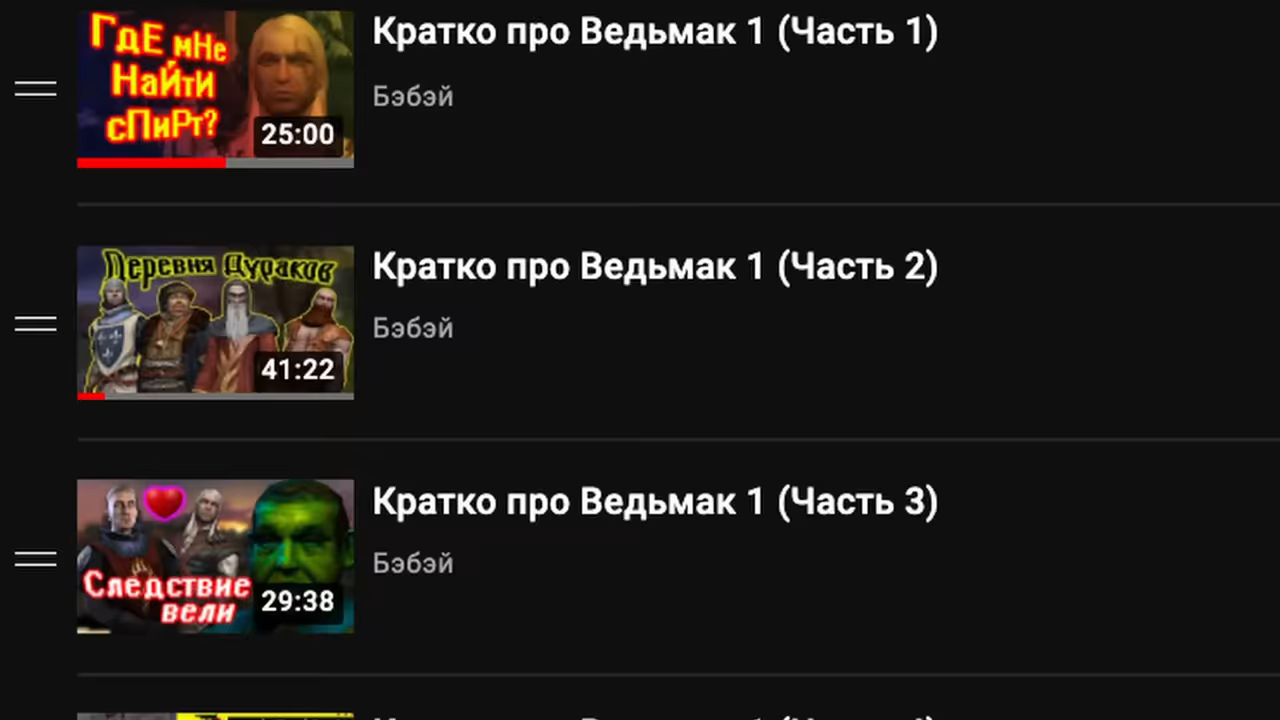 ГдЕ мНе
НаЙти
сПиРт?
25:00
Кратко про Ведьмак 1 (Часть 1)
Бэбэй
Деревня Дураков
41:22
Кратко про Ведьмак 1 (Часть 2)
Бэбэй
Следствие
вели
29:38
Кратко про Ведьмак 1 (Часть 3)
Бэбэй